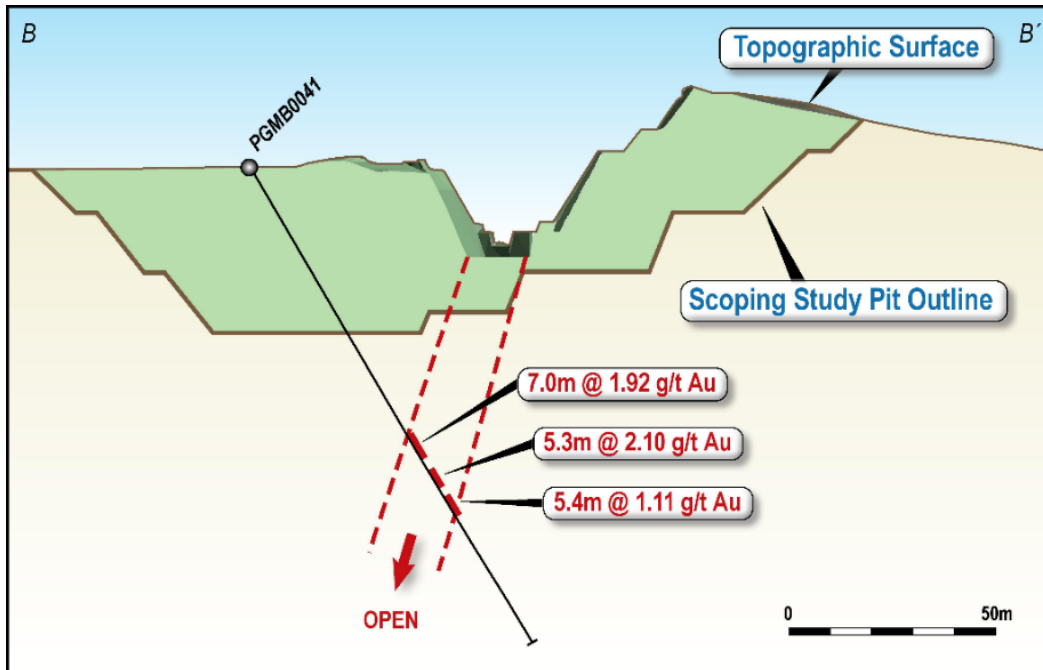 B
B´
Topographic Surface
PGMB0041
Scoping Study Pit Outline
7.0m @ 1.92 g/t Au
5.3m @ 2.10 g/t Au
5.4m @ 1.11 g/t Au
OPEN
0
50m